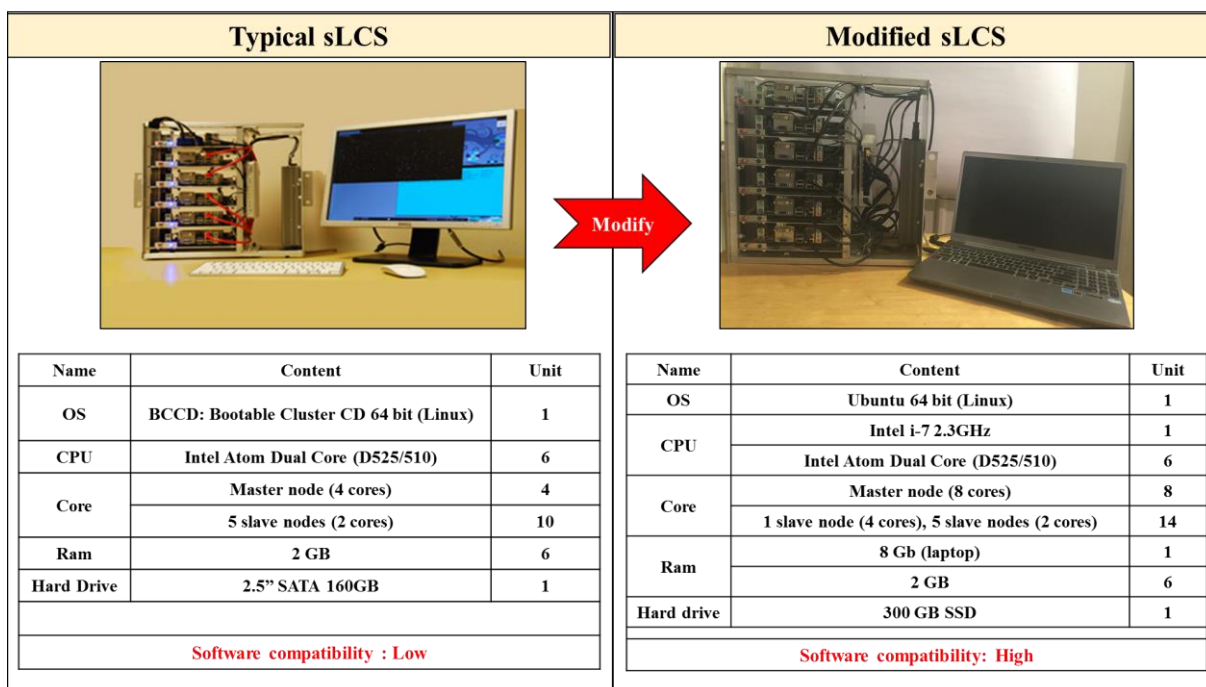 Typical sLCS
Modified sLCS
Modify
Name Content Unit
OS BCCD: Bootable Cluster CD 64 bit (Linux) 1
CPU Intel Atom Dual Core (D525/510) 6
Core Master node (4 cores) 4
5 slave nodes (2 cores) 10
Ram 2 GB 6
Hard Drive 2.5” SATA 160GB 1
Software compatibility : Low
Name Content Unit
OS Ubuntu 64 bit (Linux) 1
CPU Intel i-7 2.3GHz 1
Intel Atom Dual Core (D525/510) 6
Core Master node (8 cores) 8
1 slave node (4 cores), 5 slave nodes (2 cores) 14
Ram 8 Gb (laptop) 1
2 GB 6
Hard drive 300 GB SSD 1
Software compatibility: High